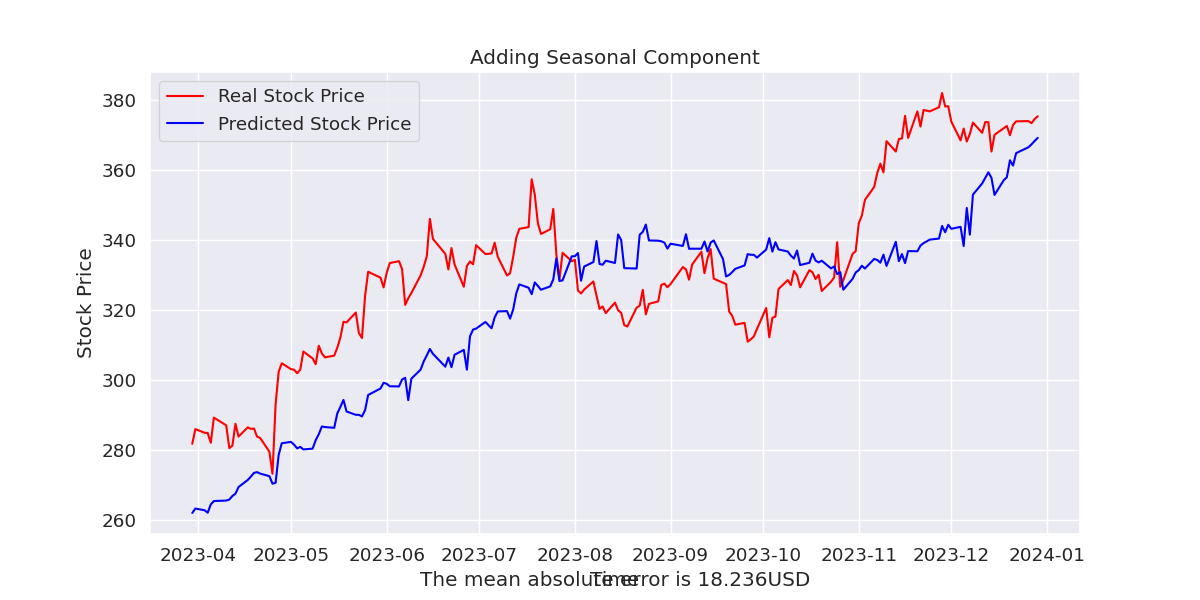 Adding Seasonal Component
Real Stock Price
Predicted Stock Price
Stock Price
380
360
340
320
300
280
260
2023-04 2023-05 2023-06 2023-07 2023-08 2023-09 2023-10 2023-11 2023-12 2024-01
Time
The mean absolute error is 18.236USD